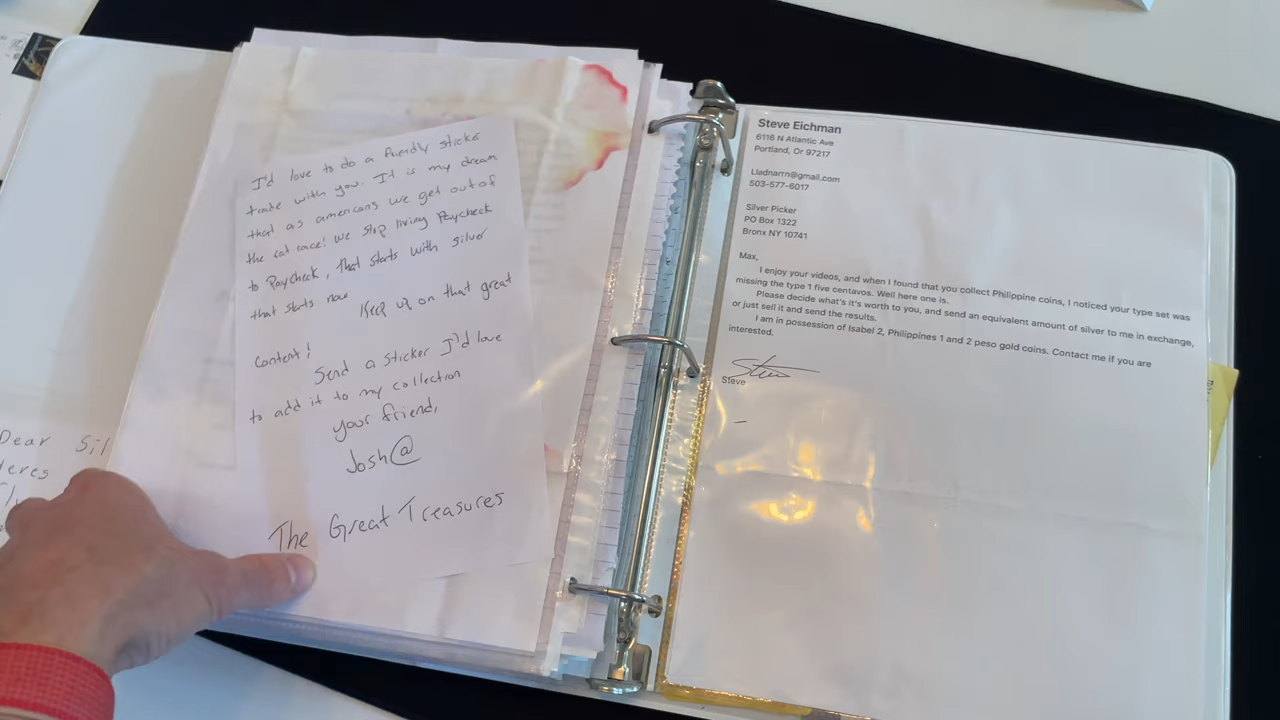 I'd love to do a friendly sticke
trade with you. It is my dream
that as americans we get out of
the rat race! We stop living Paycheck
to Paycheck, that starts with silver
that starts now
Keep up on that great
Content!
Send a sticker I'd love
to add it to my collection
your friend,
Josh@
The Great Treasures
Dear Sil
Steve Eichman
6116 N Atlantic Ave
Portland, Or 97217
Lladnarrn@gmail.com
503-577-6017
Silver Picker
PO Box 1322
Bronx NY 10741
Max,
I enjoy your videos, and when I found that you collect Philippine coins, I noticed your type set was
missing the type 1 five centavos. Well here one is.
Please decide what's it's worth to you, and send an equivalent amount of silver to me in exchange,
or just sell it and send the results.
I am in possession of Isabel 2, Philippines 1 and 2 peso gold coins. Contact me if you are
interested.
Steve
Steve